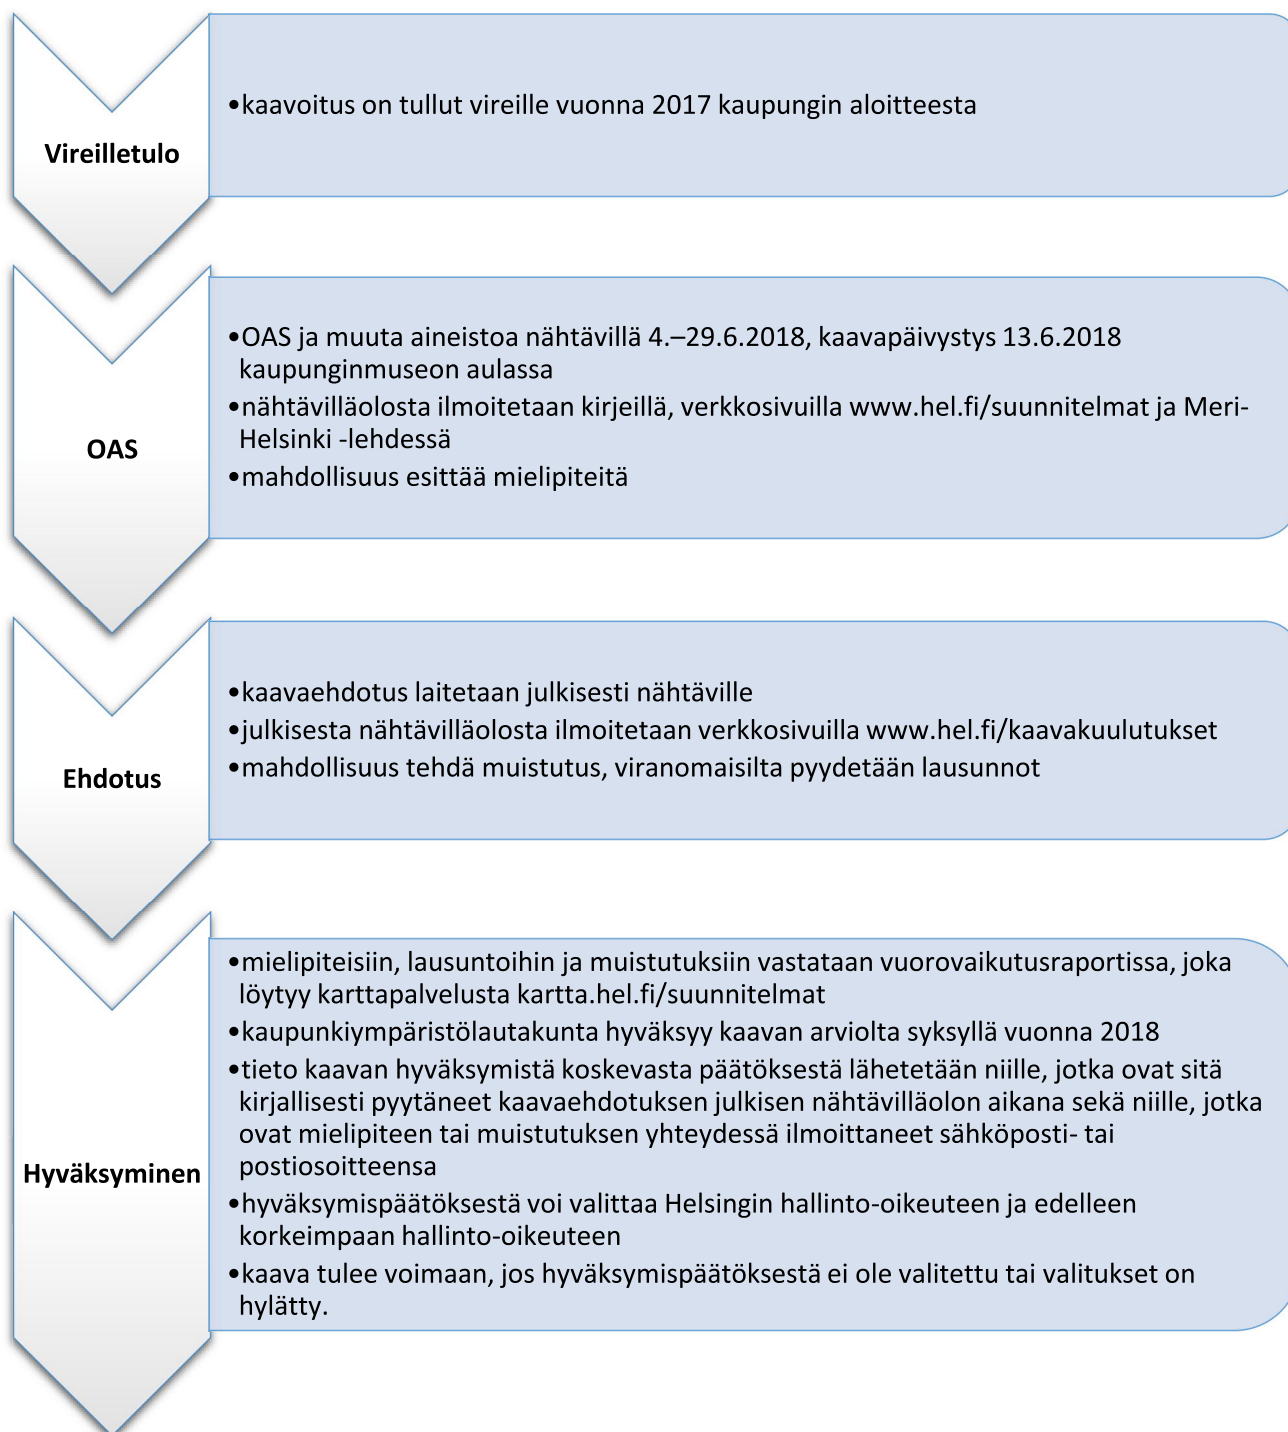 Vireilletulo
•kaavoitus on tullut vireille vuonna 2017 kaupungin aloitteesta
OAS
•OAS ja muuta aineistoa nähtävillä 4.–29.6.2018, kaavapäivystys 13.6.2018
kaupunginmuseon aulassa
•nähtävilläolosta ilmoitetaan kirjeillä, verkkosivuilla www.hel.fi/suunnitelmat ja Meri-
Helsinki -lehdessä
•mahdollisuus esittää mielipiteitä
Ehdotus
•kaavaehdotus laitetaan julkisesti nähtäville
•julkisesta nähtävilläolosta ilmoitetaan verkkosivuilla www.hel.fi/kaavakuulutukset
•mahdollisuus tehdä muistutus, viranomaisilta pyydetään lausunnot
Hyväksyminen
•mielipiteisiin, lausuntoihin ja muistutuksiin vastataan vuorovaikutusraportissa, joka
löytyy karttapalvelusta kartta.hel.fi/suunnitelmat
•kaupunkiympäristölautakunta hyväksyy kaavan arviolta syksyllä vuonna 2018
•tieto kaavan hyväksymistä koskevasta päätöksestä lähetetään niille, jotka ovat sitä
kirjallisesti pyytäneet kaavaehdotuksen julkisen nähtävilläolon aikana sekä niille, jotka
ovat mielipiteen tai muistutuksen yhteydessä ilmoittaneet sähköposti- tai
postiosoitteensa
•hyväksymispäätöksestä voi valittaa Helsingin hallinto-oikeuteen ja edelleen
korkeimpaan hallinto-oikeuteen
•kaava tulee voimaan, jos hyväksymispäätöksestä ei ole valitettu tai valitukset on
hylätty.